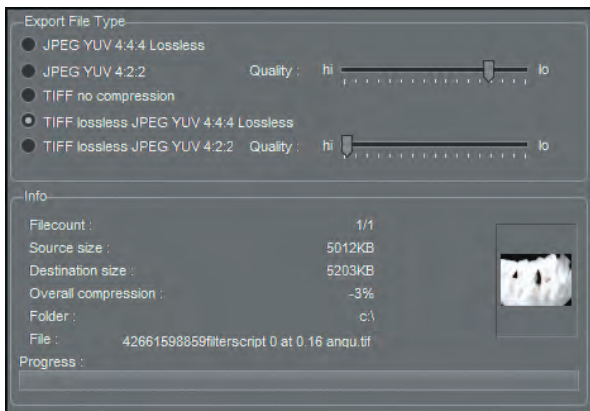 Export File Type
JPEG YUV 4:4:4 Lossless
JPEG YUV 4:2:2 Quality : hi lo
TIFF no compression
TIFF lossless JPEG YUV 4:4:4 Lossless
TIFF lossless JPEG YUV 4:2:2 Quality : hi lo
Info
Filecount : 1/1
Source size : 5012KB
Destination size : 5203KB
Overall compression : -3%
Folder : c:\
File : 42661598859filterscript 0 at 0.16 angu.tif
Progress :